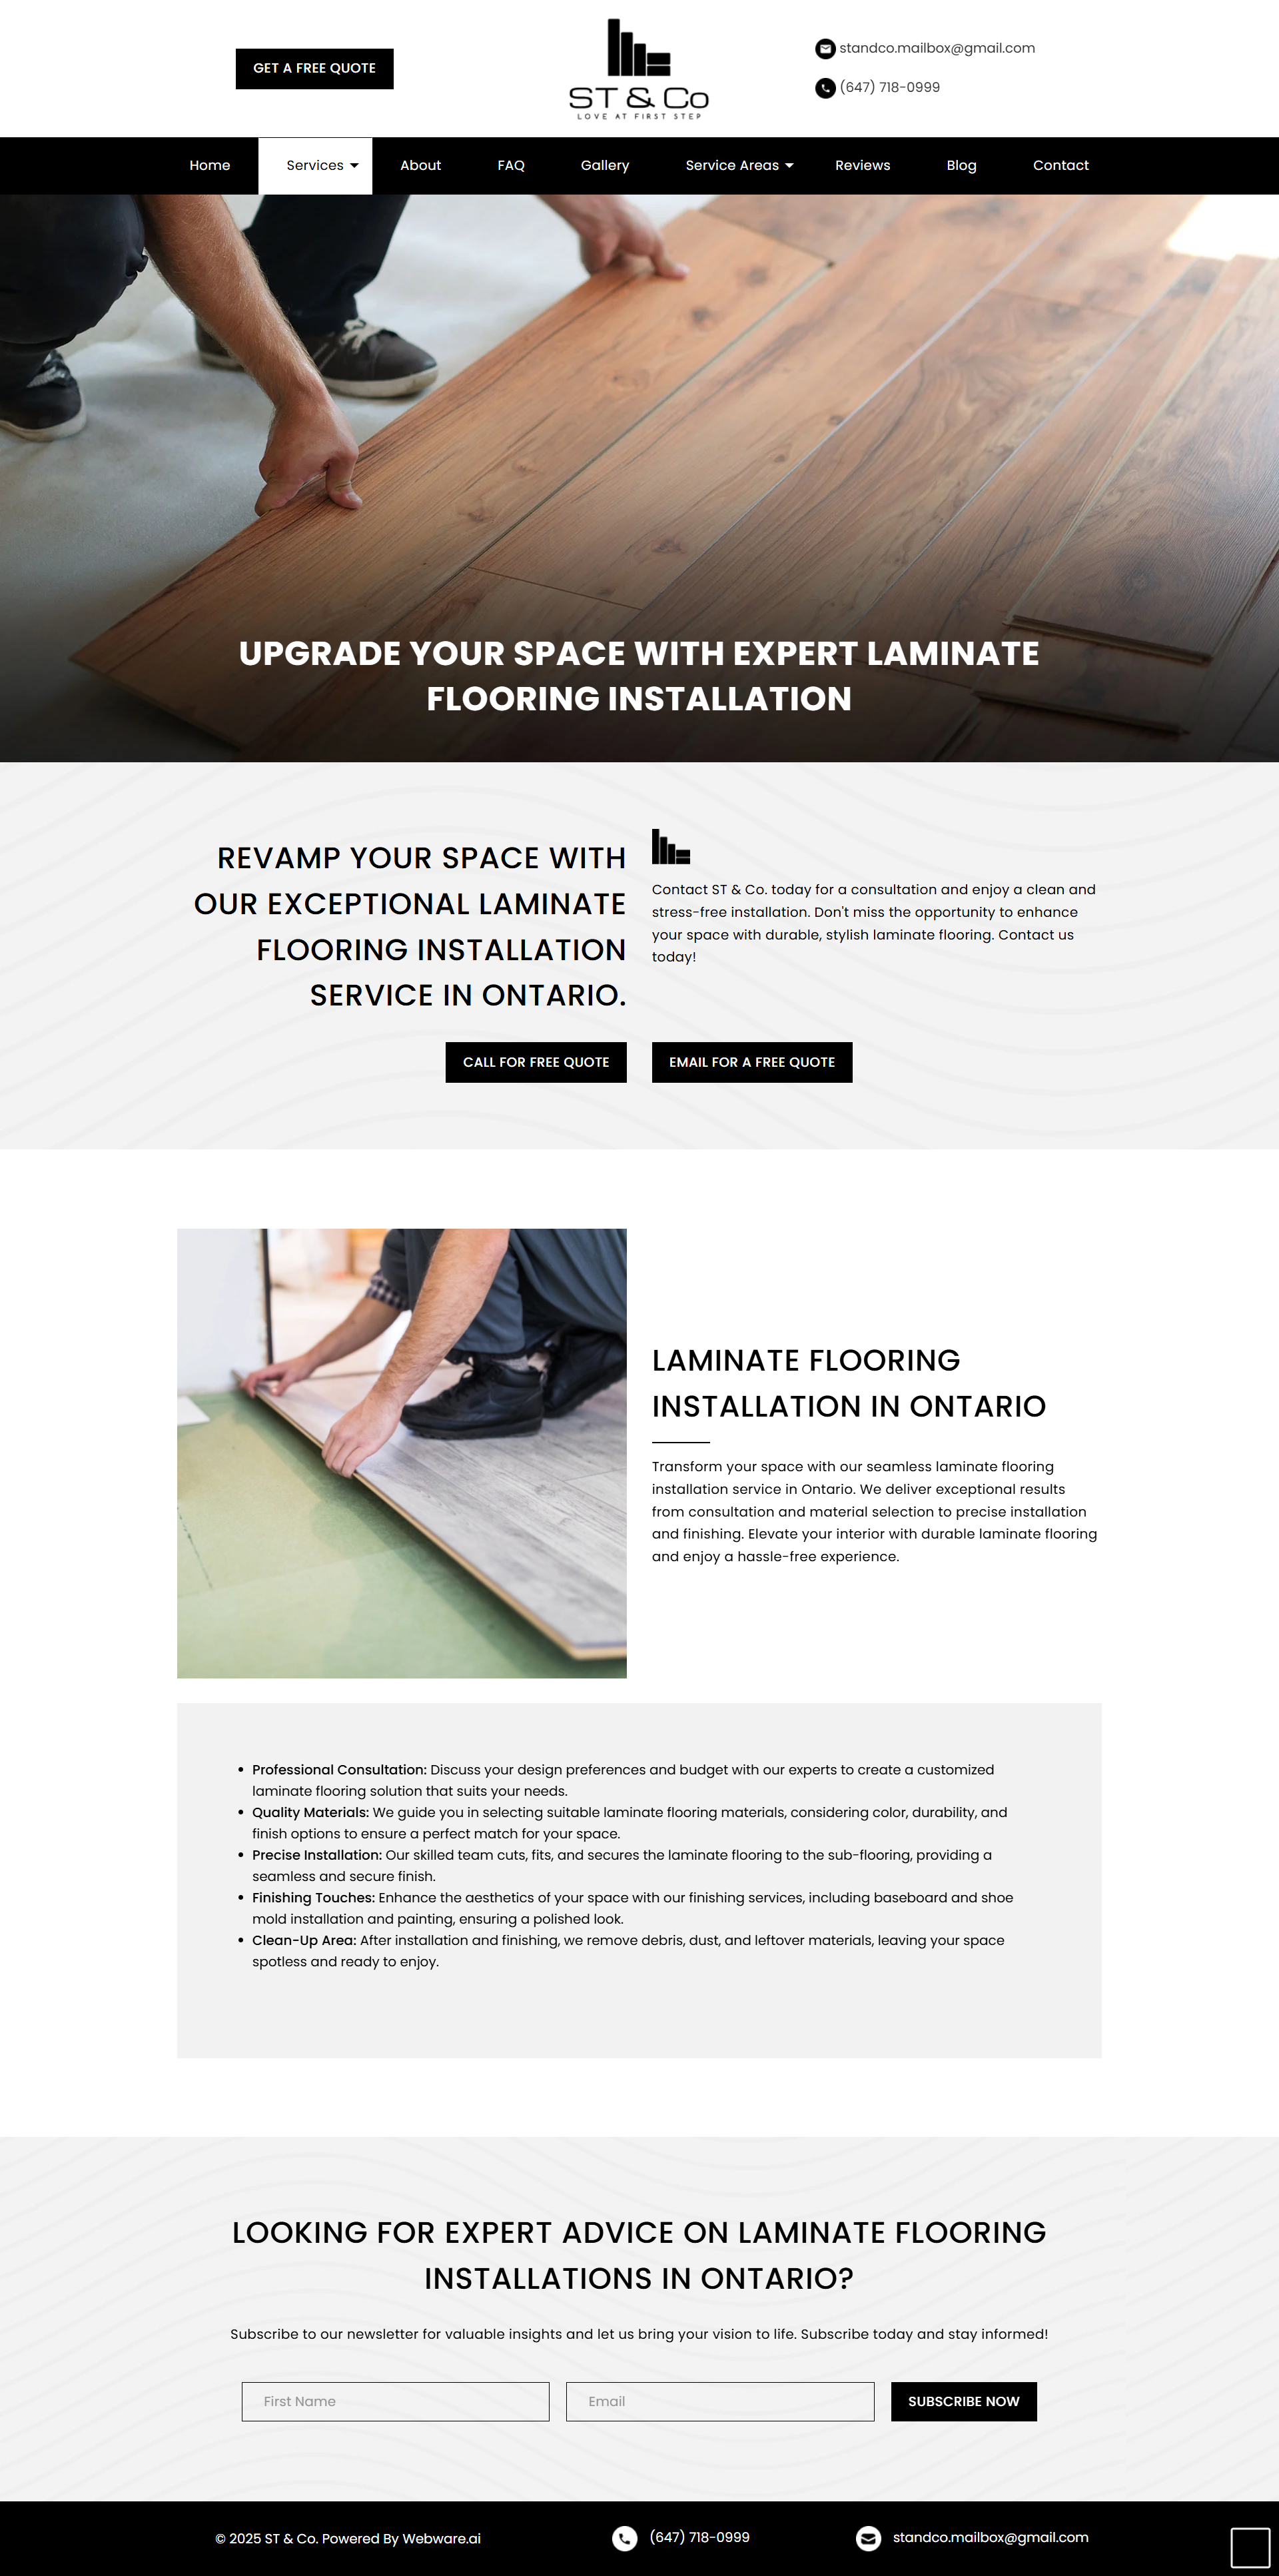 GET A FREE QUOTE
ST & Co
LOVE AT FIRST STEP
standco.mailbox@gmail.com
(647) 718-0999
Home Services About FAQ Gallery Service Areas Reviews Blog Contact
UPGRADE YOUR SPACE WITH EXPERT LAMINATE
FLOORING INSTALLATION
REVAMP YOUR SPACE WITH
OUR EXCEPTIONAL LAMINATE
FLOORING INSTALLATION
SERVICE IN ONTARIO.
Contact ST & Co. today for a consultation and enjoy a clean and
stress-free installation. Don't miss the opportunity to enhance
your space with durable, stylish laminate flooring. Contact us
today!
CALL FOR FREE QUOTE
EMAIL FOR A FREE QUOTE
LAMINATE FLOORING
INSTALLATION IN ONTARIO
Transform your space with our seamless laminate flooring
installation service in Ontario. We deliver exceptional results
from consultation and material selection to precise installation
and finishing. Elevate your interior with durable laminate flooring
and enjoy a hassle-free experience.
• Professional Consultation: Discuss your design preferences and budget with our experts to create a customized
laminate flooring solution that suits your needs.
• Quality Materials: We guide you in selecting suitable laminate flooring materials, considering color, durability, and
finish options to ensure a perfect match for your space.
• Precise Installation: Our skilled team cuts, fits, and secures the laminate flooring to the sub-flooring, providing a
seamless and secure finish.
• Finishing Touches: Enhance the aesthetics of your space with our finishing services, including baseboard and shoe
mold installation and painting, ensuring a polished look.
• Clean-Up Area: After installation and finishing, we remove debris, dust, and leftover materials, leaving your space
spotless and ready to enjoy.
LOOKING FOR EXPERT ADVICE ON LAMINATE FLOORING
INSTALLATIONS IN ONTARIO?
Subscribe to our newsletter for valuable insights and let us bring your vision to life. Subscribe today and stay informed!
First Name
Email
SUBSCRIBE NOW
© 2025 ST & Co. Powered By Webware.ai
(647) 718-0999
standco.mailbox@gmail.com